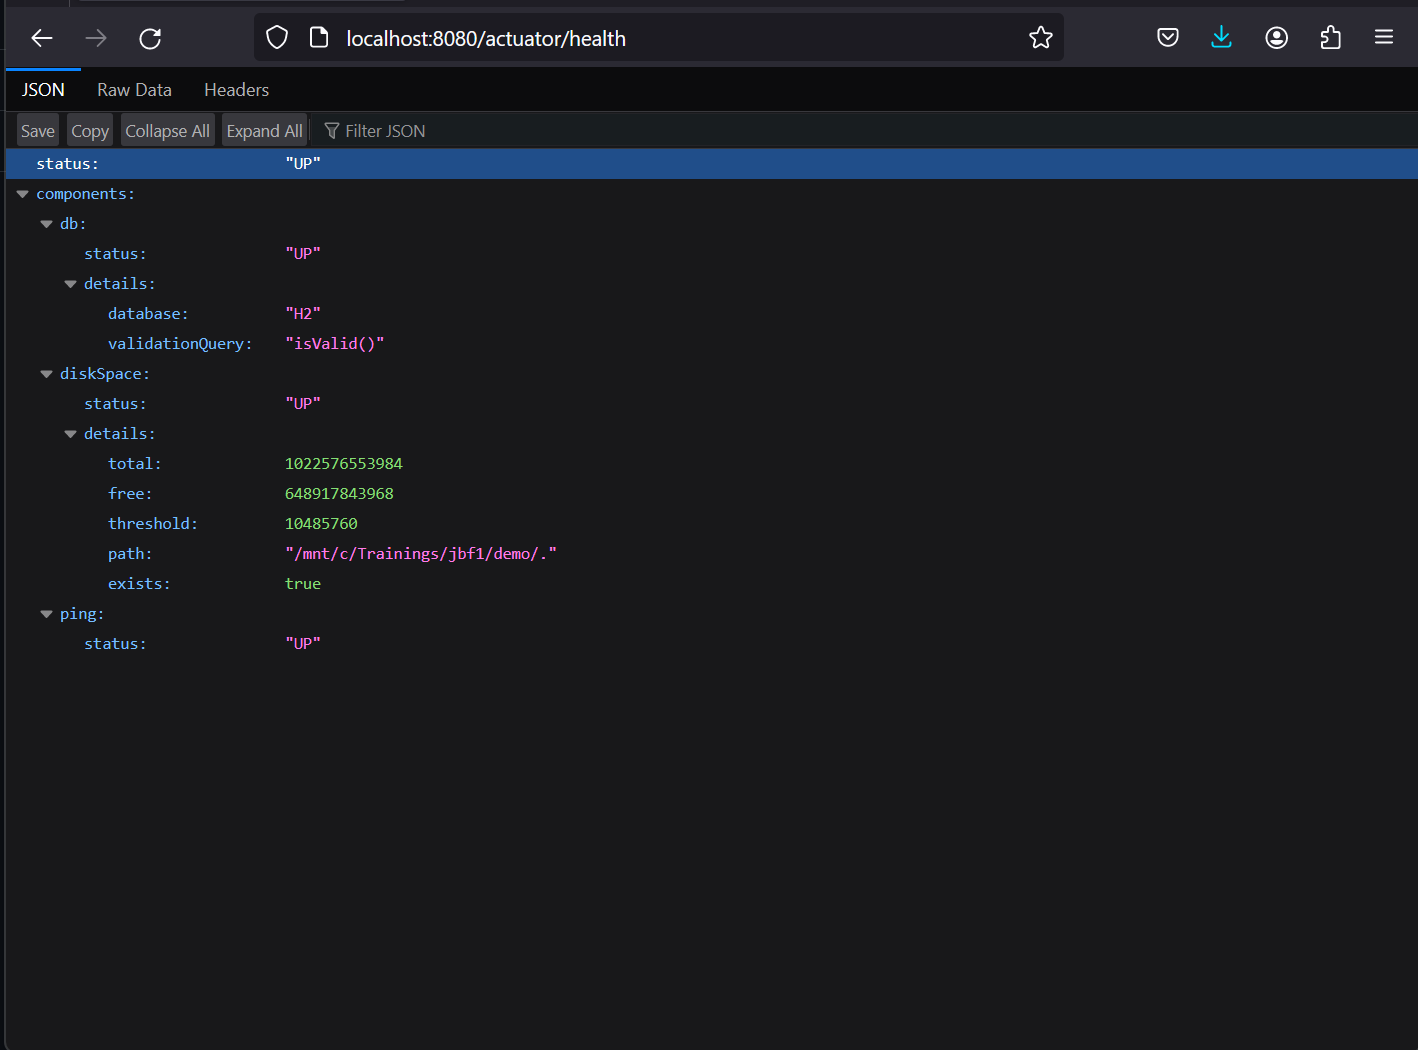 localhost:8080/actuator/health
JSON Raw Data Headers
Save Copy Collapse All Expand All Filter JSON
status: "UP"
components:
db:
status: "UP"
details:
database: "H2"
validationQuery: "isValid()"
diskSpace:
status: "UP"
details:
total: 1022576553984
free: 648917843968
threshold: 10485760
path: "/mnt/c/Trainings/jbf1/demo/."
exists: true
ping:
status: "UP"